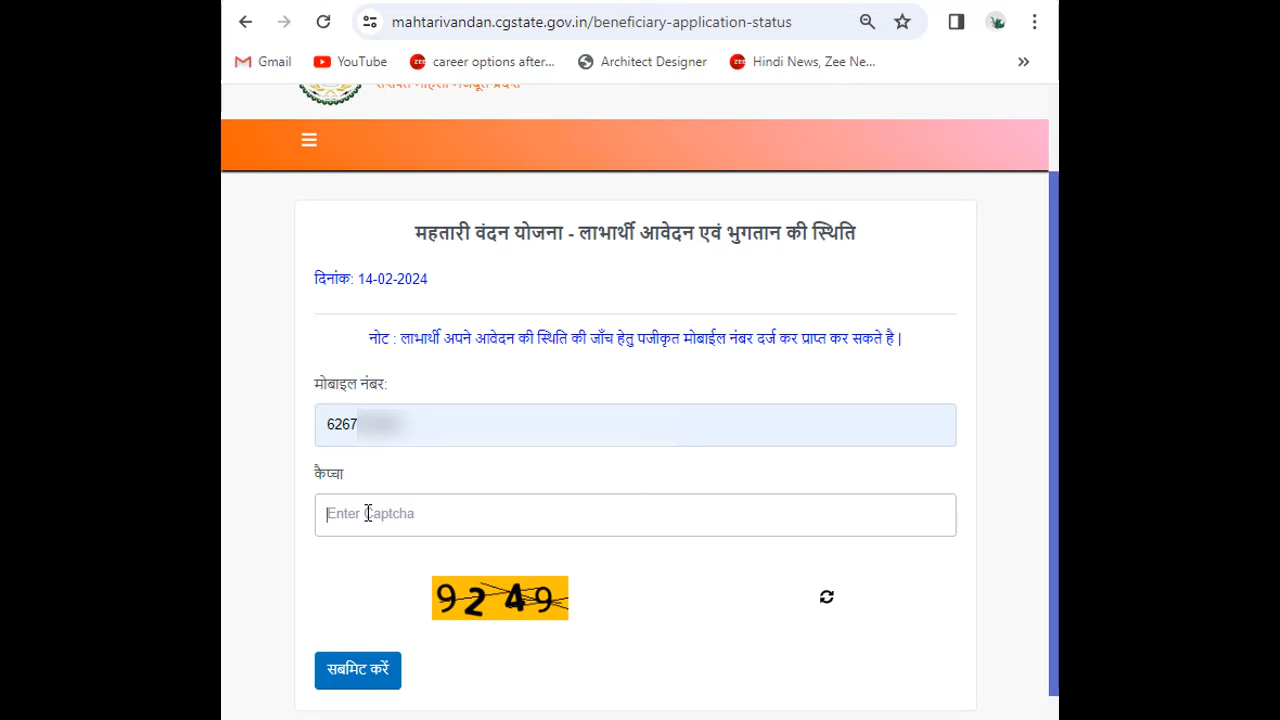 mahtarivandan.cgstate.gov.in/beneficiary-application-status
Gmail YouTube career options after... Architect Designer Hindi News, Zee Ne... »
महतारी वंदन योजना - लाभार्थी आवेदन एवं भुगतान की स्थिति
दिनांक: 14-02-2024
नोट : लाभार्थी अपने आवेदन की स्थिति की जाँच हेतु पजीकृत मोबाईल नंबर दर्ज कर प्राप्त कर सकते है |
मोबाइल नंबर:
6267
कैप्चा
Enter Captcha
9249
सबमिट करें